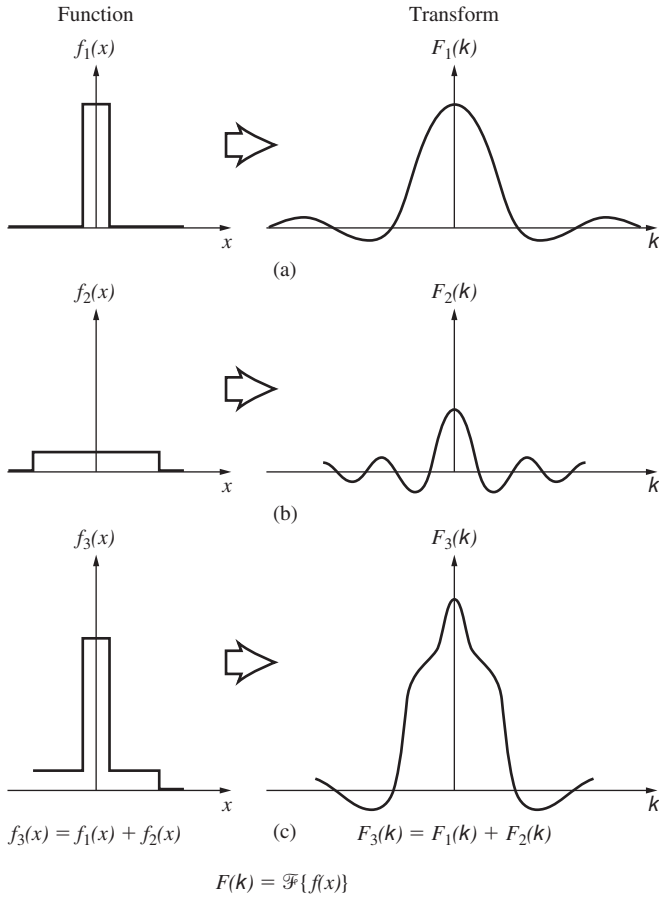 Function Transform
f₁(x) F₁(k)
x k
(a)
f₂(x) F₂(k)
x k
(b)
f₃(x) F₃(k)
x k
f₃(x) = f₁(x) + f₂(x) (c) F₃(k) = F₁(k) + F₂(k)
F(k) = ℱ{f(x)}